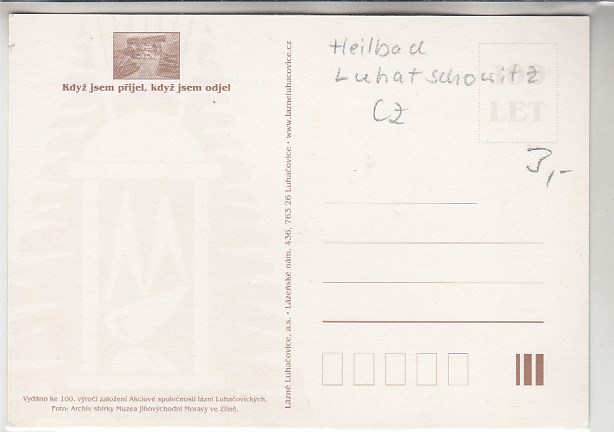 Když jsem přijel, když jsem odjel
Vydáno ke 100. výročí založení Akciové společnosti lázní Luhačovických.
Foto: Archiv sbírky Muzea jihovýchodní Moravy ve Zlíně.
Lázně Luhačovice, a.s. • Lázeňské nám. 436, 763 26 Luhačovice • www.lazneluhacovice.cz
Heilbad
Luhatschowitz
CZ
100
LET
3,-